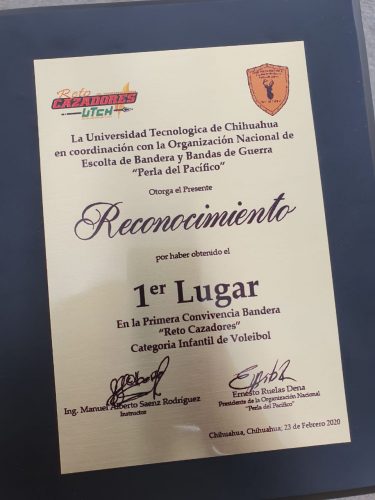 Reto
CAZADORES
UTCH
La Universidad Tecnologica de Chihuahua
en coordinación con la Organización Nacional de
Escolta de Bandera y Bandas de Guerra
"Perla del Pacífico"
Otorga el Presente
Reconocimiento
por haber obtenido el
1er Lugar
En la Primera Convivencia Bandera
"Reto Cazadores"
Categoria Infantil de Voleibol
Ing. Manuel Alberto Saenz Rodríguez
Instructor
Ernesto Ruelas Dena
Presidente de la Organización Nacional
"Perla del Pacífico"
Chihuahua, Chihuahua; 23 de Febrero 2020